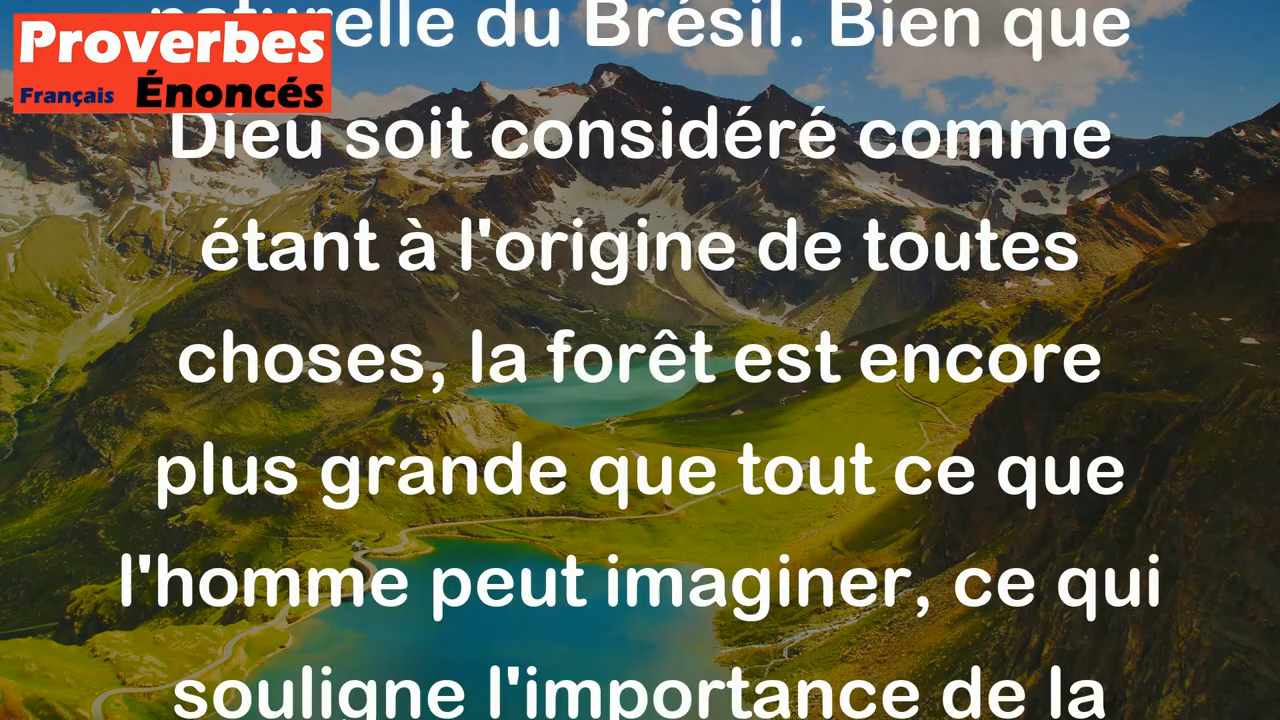 Proverbes
Français Énoncés
du Brésil. Bien que
Dieu soit considéré comme
étant à l'origine de toutes
choses, la forêt est encore
plus grande que tout ce que
l'homme peut imaginer, ce qui
souligne l'importance de la